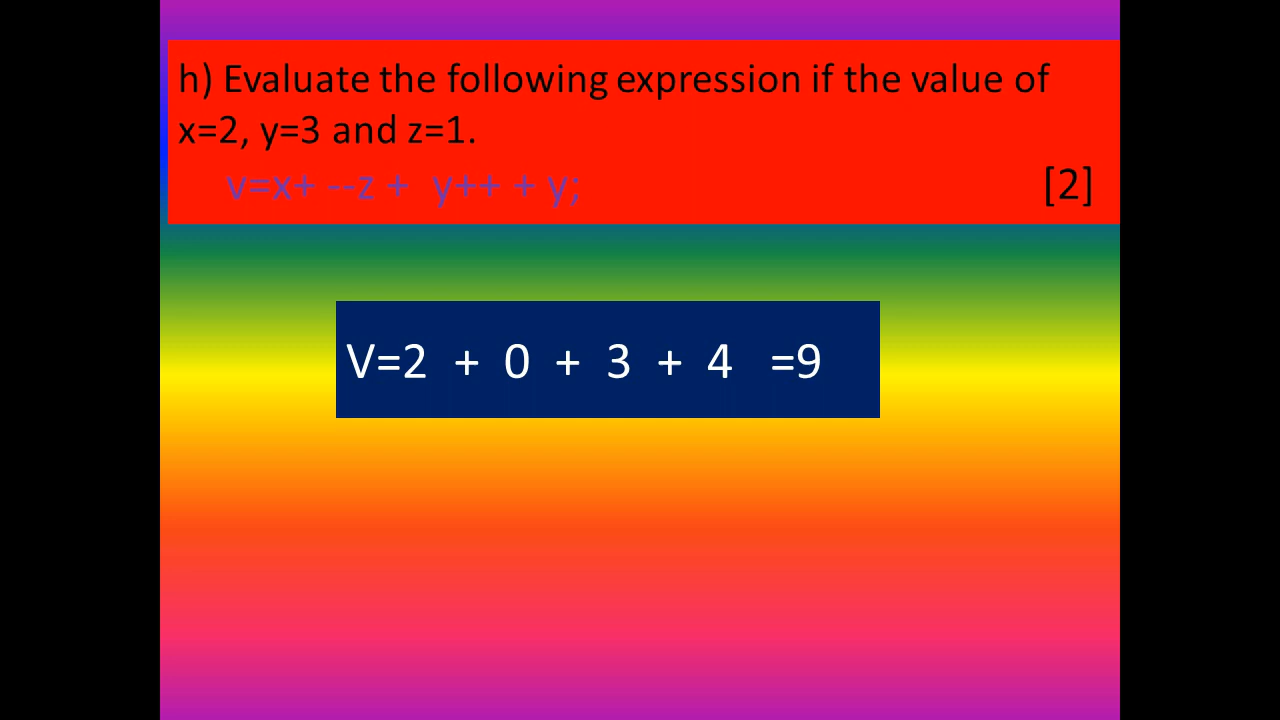 h) Evaluate the following expression if the value of
x=2, y=3 and z=1.
v=x+ --z + y++ + y; [2]
V=2 + 0 + 3 + 4 =9